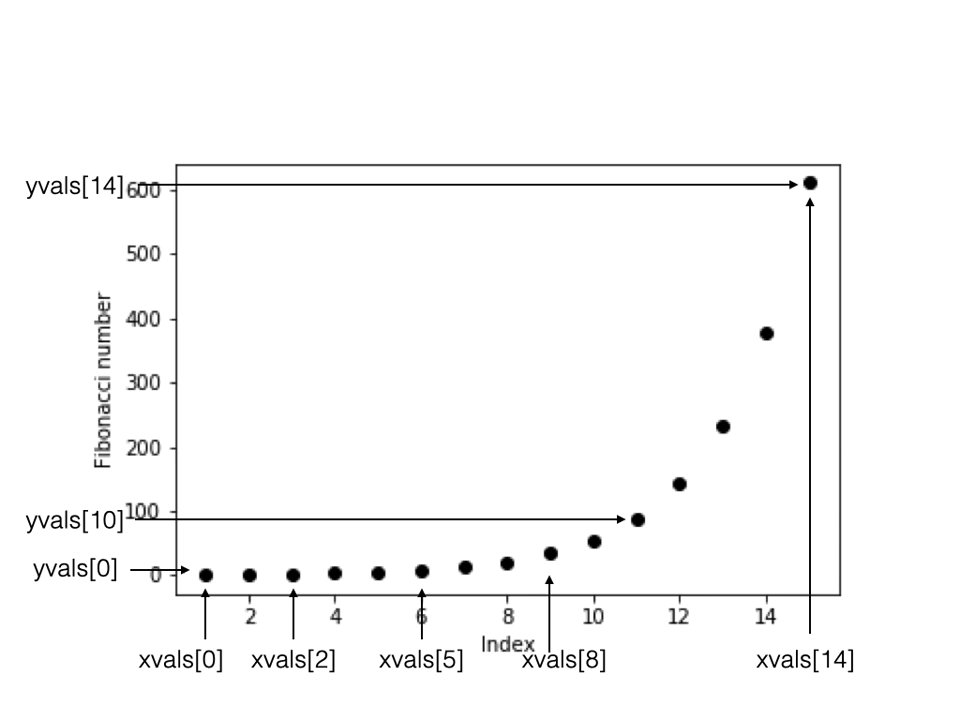 yvals[14]
600
500
400
Fibonacci number
300
200
100
yvals[10]
yvals[0]
0
2
4
6
8
10
12
14
Index
xvals[0]
xvals[2]
xvals[5]
xvals[8]
xvals[14]